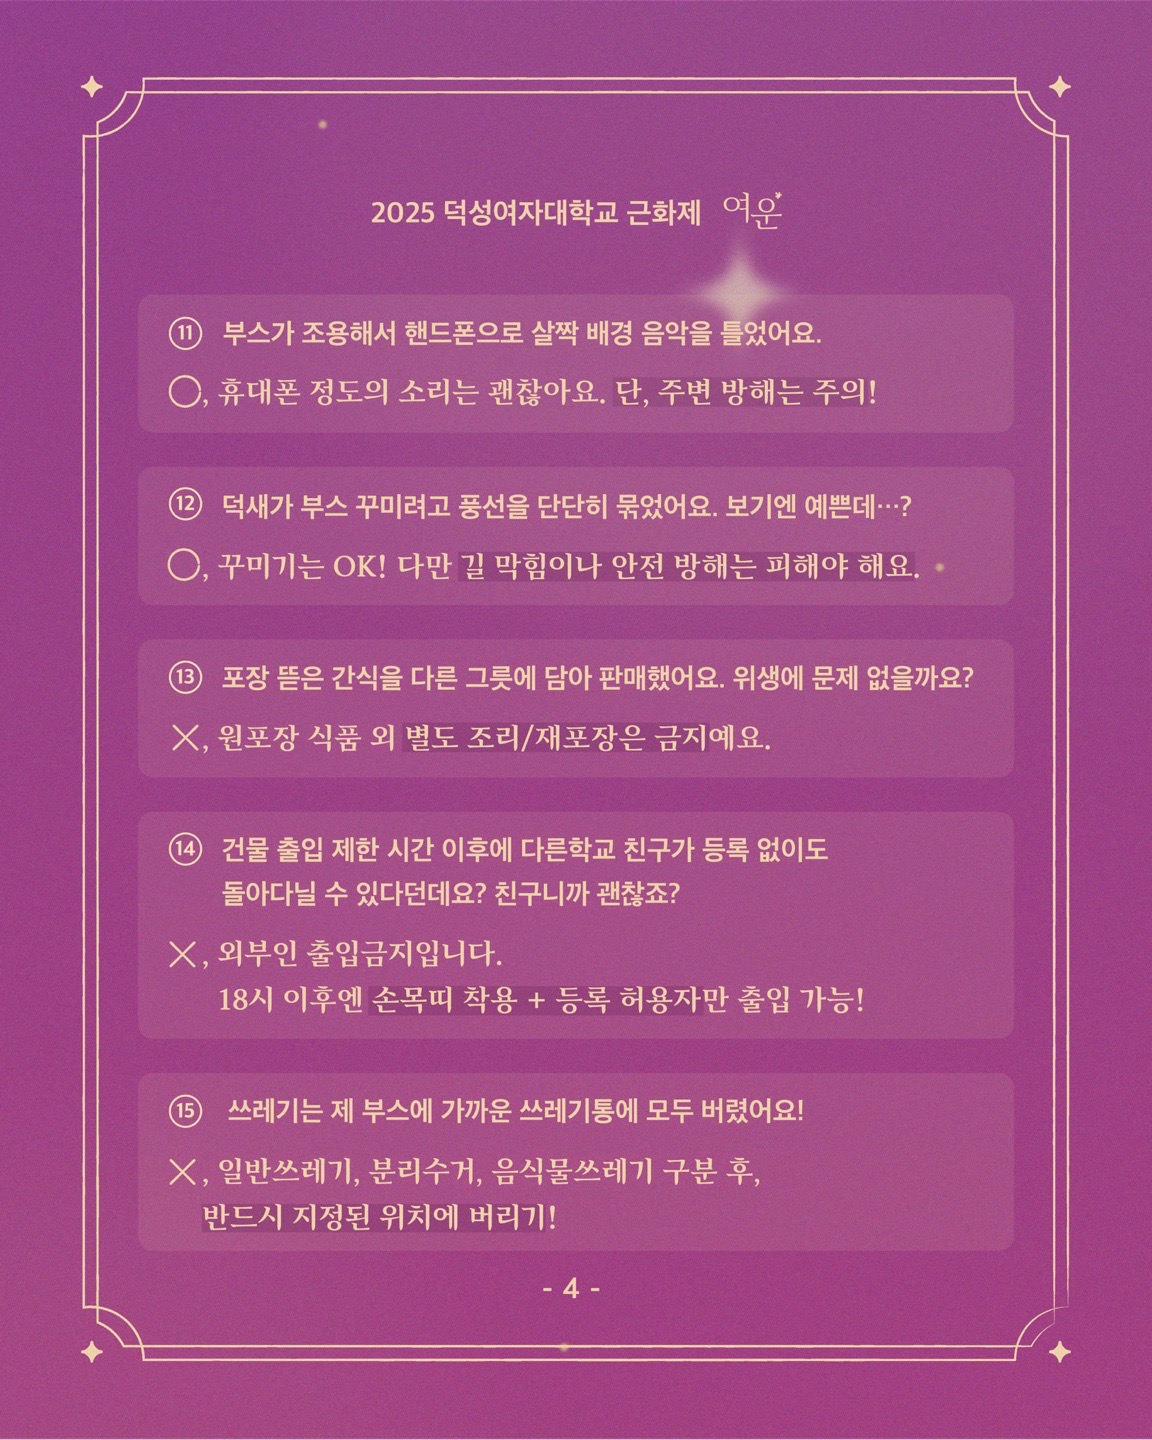 2025 덕성여자대학교 근화제 여운
⑪ 부스가 조용해서 핸드폰으로 살짝 배경 음악을 틀었어요.
◯, 휴대폰 정도의 소리는 괜찮아요. 단, 주변 방해는 주의!
⑫ 덕새가 부스 꾸미려고 풍선을 단단히 묶었어요. 보기엔 예쁜데…?
◯, 꾸미기는 OK! 다만 길 막힘이나 안전 방해는 피해야 해요.
⑬ 포장 뜯은 간식을 다른 그릇에 담아 판매했어요. 위생에 문제 없을까요?
✕, 원포장 식품 외 별도 조리/재포장은 금지예요.
⑭ 건물 출입 제한 시간 이후에 다른학교 친구가 등록 없이도
돌아다닐 수 있다던데요? 친구니까 괜찮죠?
✕, 외부인 출입금지입니다.
18시 이후엔 손목띠 착용 + 등록 허용자만 출입 가능!
⑮ 쓰레기는 제 부스에 가까운 쓰레기통에 모두 버렸어요!
✕, 일반쓰레기, 분리수거, 음식물쓰레기 구분 후,
반드시 지정된 위치에 버리기!
- 4 -